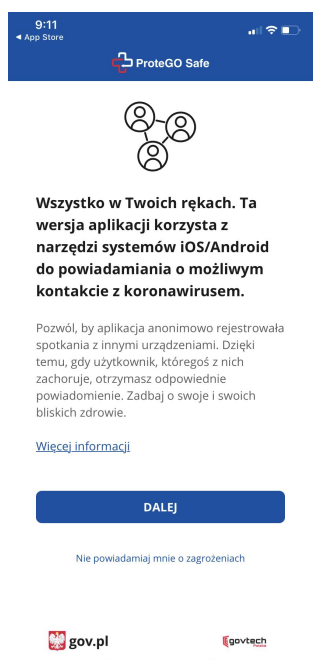 9:11
◀ App Store
ProteGO Safe
Wszystko w Twoich rękach. Ta
wersja aplikacji korzysta z
narzędzi systemów iOS/Android
do powiadamiania o możliwym
kontakcie z koronawirusem.
Pozwól, by aplikacja anonimowo rejestrowała
spotkania z innymi urządzeniami. Dzięki
temu, gdy użytkownik, któregoś z nich
zachoruje, otrzymasz odpowiednie
powiadomienie. Zadbaj o swoje i swoich
bliskich zdrowie.
Więcej informacji
DALEJ
Nie powiadamiaj mnie o zagrożeniach
gov.pl
govtech
Polska